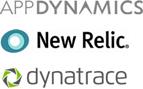 APPDYNAMICS
New Relic.
dynatrace